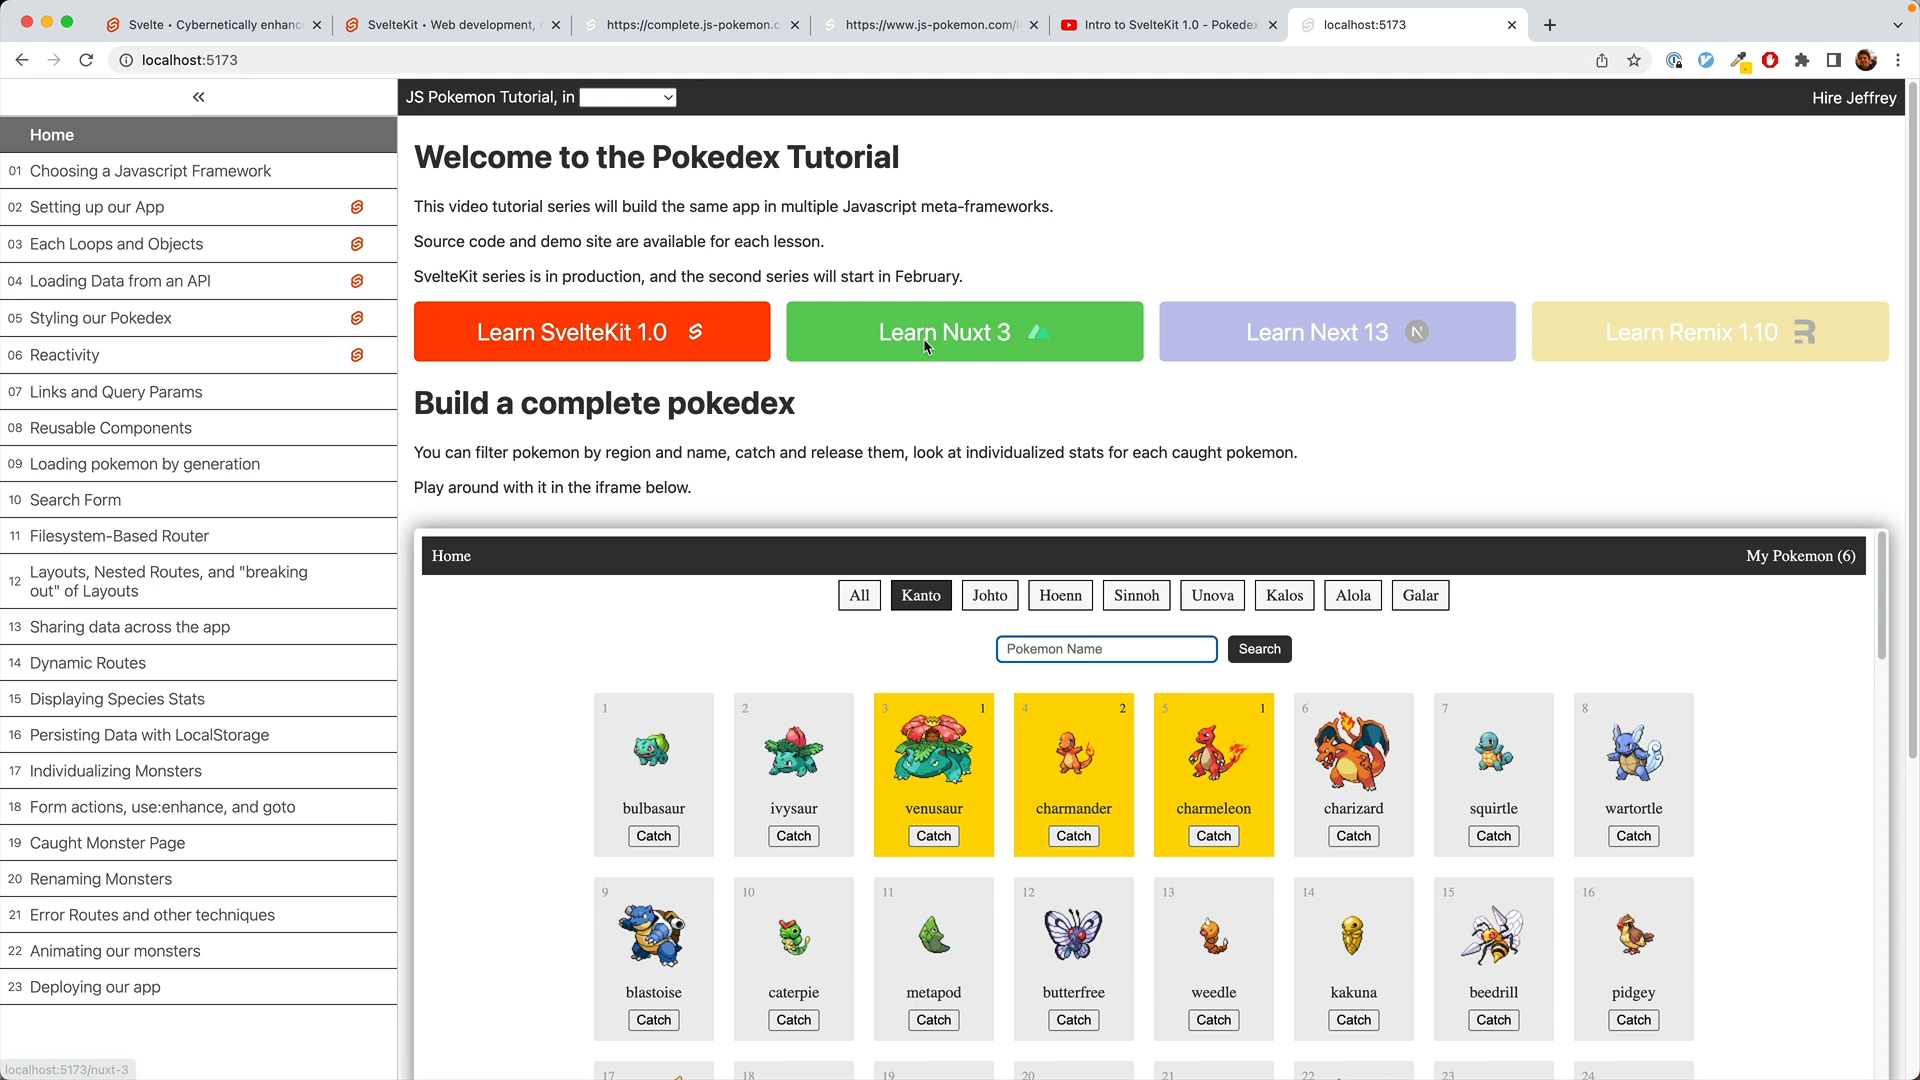 Svelte • Cybernetically enhanc
SvelteKit • Web development, s
https://complete.js-pokemon.c
https://www.js-pokemon.com/l
Intro to SvelteKit 1.0 - Pokedex
localhost:5173
localhost:5173
JS Pokemon Tutorial, in
Hire Jeffrey
Home
01 Choosing a Javascript Framework
02 Setting up our App
03 Each Loops and Objects
04 Loading Data from an API
05 Styling our Pokedex
06 Reactivity
07 Links and Query Params
08 Reusable Components
09 Loading pokemon by generation
10 Search Form
11 Filesystem-Based Router
12 Layouts, Nested Routes, and "breaking
out" of Layouts
13 Sharing data across the app
14 Dynamic Routes
15 Displaying Species Stats
16 Persisting Data with LocalStorage
17 Individualizing Monsters
18 Form actions, use:enhance, and goto
19 Caught Monster Page
20 Renaming Monsters
21 Error Routes and other techniques
22 Animating our monsters
23 Deploying our app
localhost:5173/nuxt-3
Welcome to the Pokedex Tutorial
This video tutorial series will build the same app in multiple Javascript meta-frameworks.
Source code and demo site are available for each lesson.
SvelteKit series is in production, and the second series will start in February.
Learn SvelteKit 1.0
Learn Nuxt 3
Learn Next 13 N
Learn Remix 1.10
Build a complete pokedex
You can filter pokemon by region and name, catch and release them, look at individualized stats for each caught pokemon.
Play around with it in the iframe below.
Home
My Pokemon (6)
All Kanto Johto Hoenn Sinnoh Unova Kalos Alola Galar
Pokemon Name Search
1 2 3 1 4 2 5 1 6 7 8
bulbasaur ivysaur venusaur charmander charmeleon charizard squirtle wartortle
Catch Catch Catch Catch Catch Catch Catch Catch
9 10 11 12 13 14 15 16
blastoise caterpie metapod butterfree weedle kakuna beedrill pidgey
Catch Catch Catch Catch Catch Catch Catch Catch
17 18 19 20 21 22 23 24